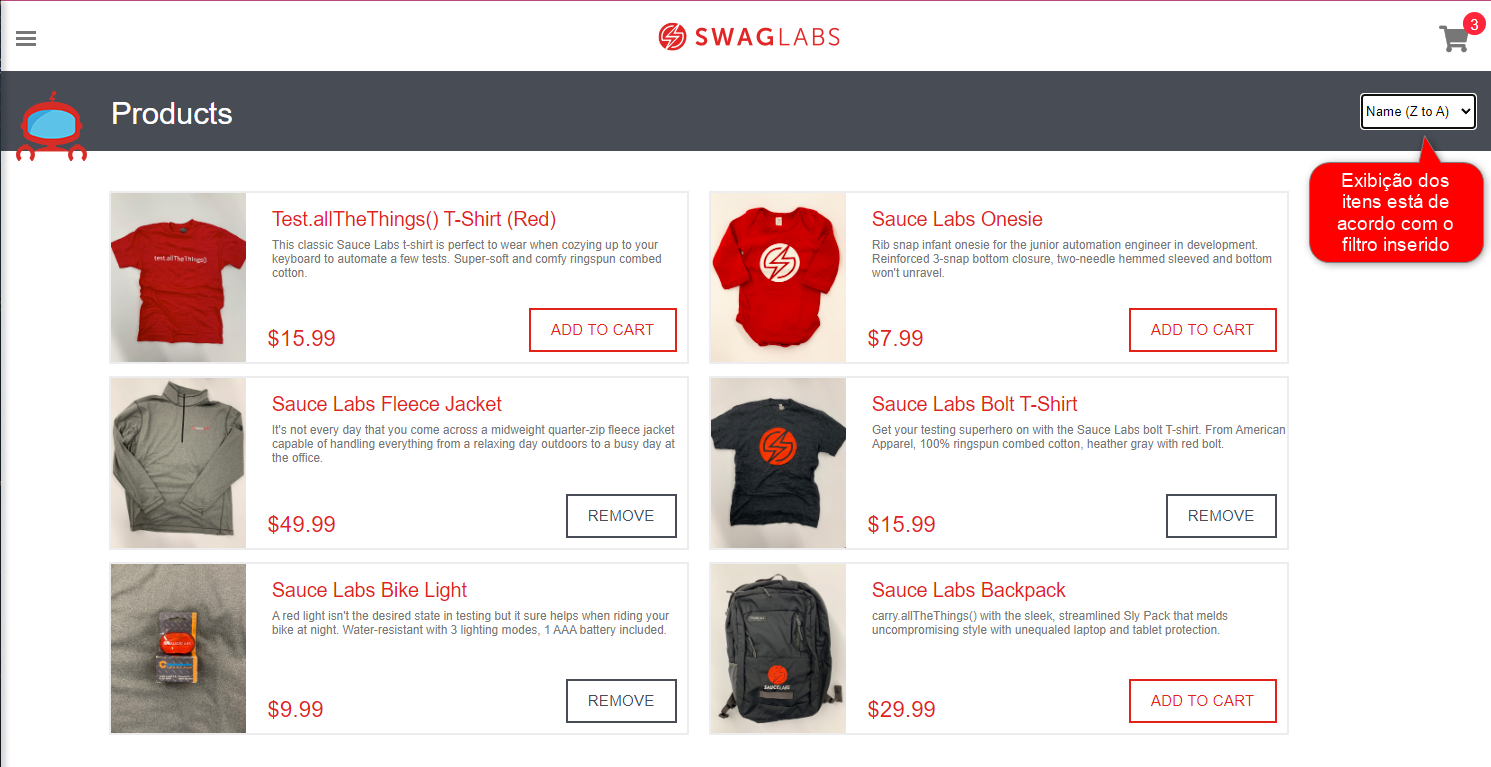 SWAGLABS
3
Products
Name (Z to A)
Exibição dos
itens está de
acordo com o
filtro inserido
test.allTheThings()
Test.allTheThings() T-Shirt (Red)
This classic Sauce Labs t-shirt is perfect to wear when cozying up to your
keyboard to automate a few tests. Super-soft and comfy ringspun combed
cotton.
$15.99
ADD TO CART
Sauce Labs Onesie
Rib snap infant onesie for the junior automation engineer in development.
Reinforced 3-snap bottom closure, two-needle hemmed sleeved and bottom
won't unravel.
$7.99
ADD TO CART
Sauce Labs Fleece Jacket
It's not every day that you come across a midweight quarter-zip fleece jacket
capable of handling everything from a relaxing day outdoors to a busy day at
the office.
$49.99
REMOVE
Sauce Labs Bolt T-Shirt
Get your testing superhero on with the Sauce Labs bolt T-shirt. From American
Apparel, 100% ringspun combed cotton, heather gray with red bolt.
$15.99
REMOVE
Sauce Labs Bike Light
A red light isn't the desired state in testing but it sure helps when riding your
bike at night. Water-resistant with 3 lighting modes, 1 AAA battery included.
$9.99
REMOVE
SAUCELABS
Sauce Labs Backpack
carry.allTheThings() with the sleek, streamlined Sly Pack that melds
uncompromising style with unequaled laptop and tablet protection.
$29.99
ADD TO CART